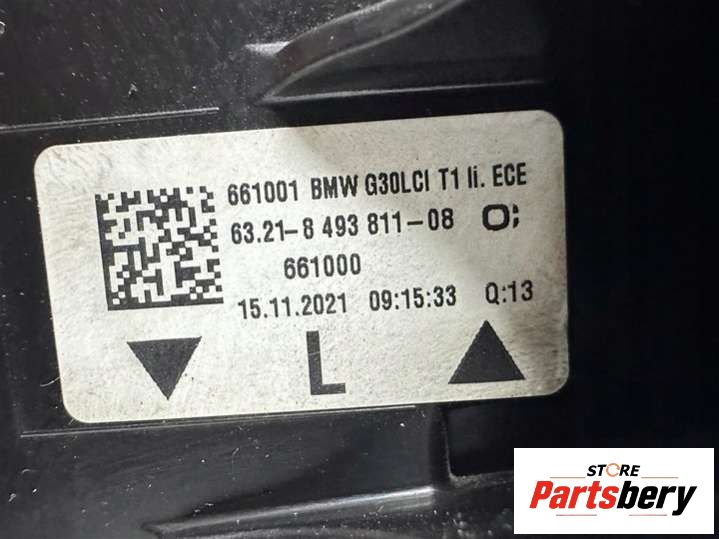 661001 BMW G30LCI T1 li. ECE
63.21-8 493 811-08 O;
661000
15.11.2021 09:15:33 Q:13
L
STORE
Partsbery